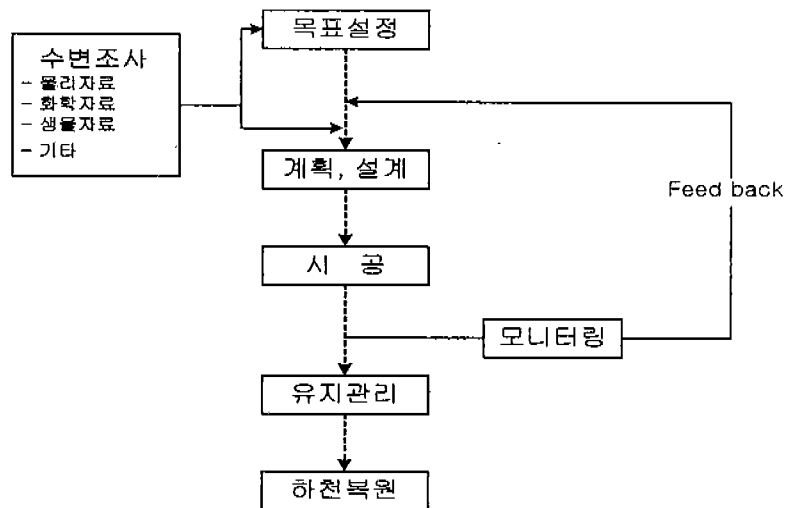 목표설정
수변조사
- 물리자료
- 화학자료
- 생물자료
- 기타
계획, 설계
Feed back
시 공
모니터링
유지관리
하천복원